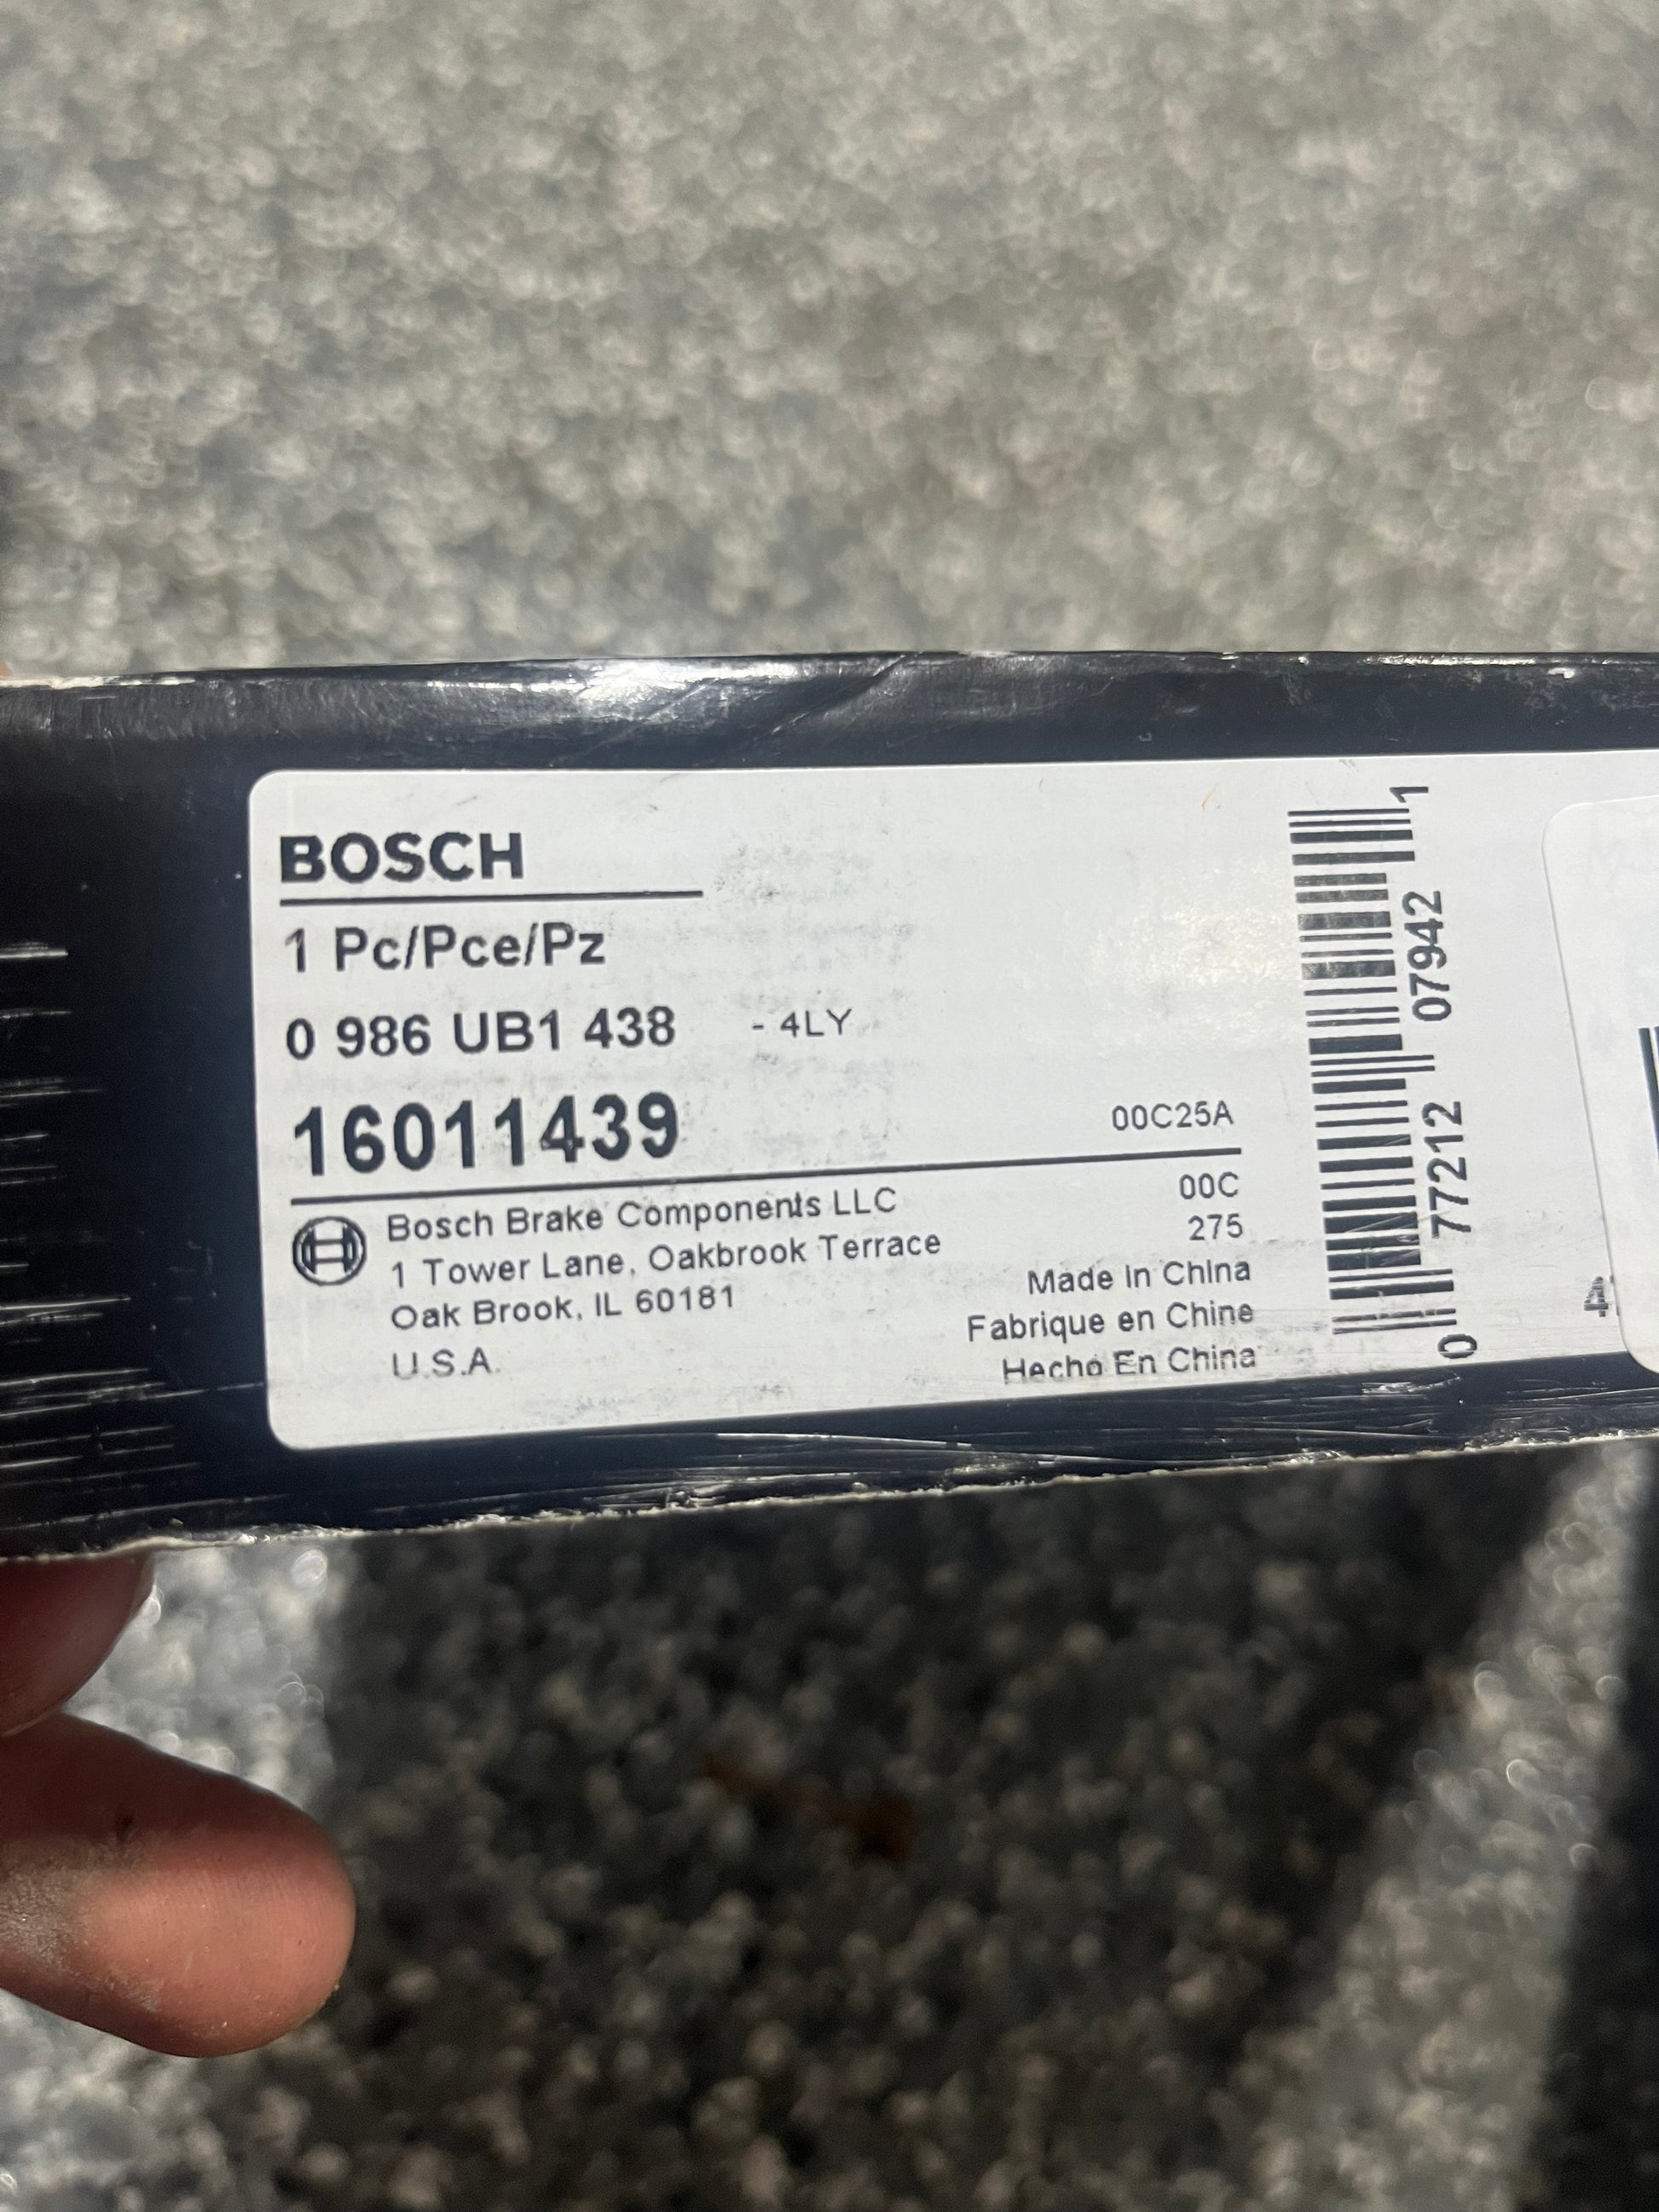 BOSCH
1 Pc/Pce/Pz
0 986 UB1 438 - 4LY
16011439
00C25A
Bosch Brake Components LLC
1 Tower Lane, Oakbrook Terrace
Oak Brook, IL 60181
U.S.A.
00C
275
Made In China
Fabrique en Chine
Hecho En China
0 77212 07942 1